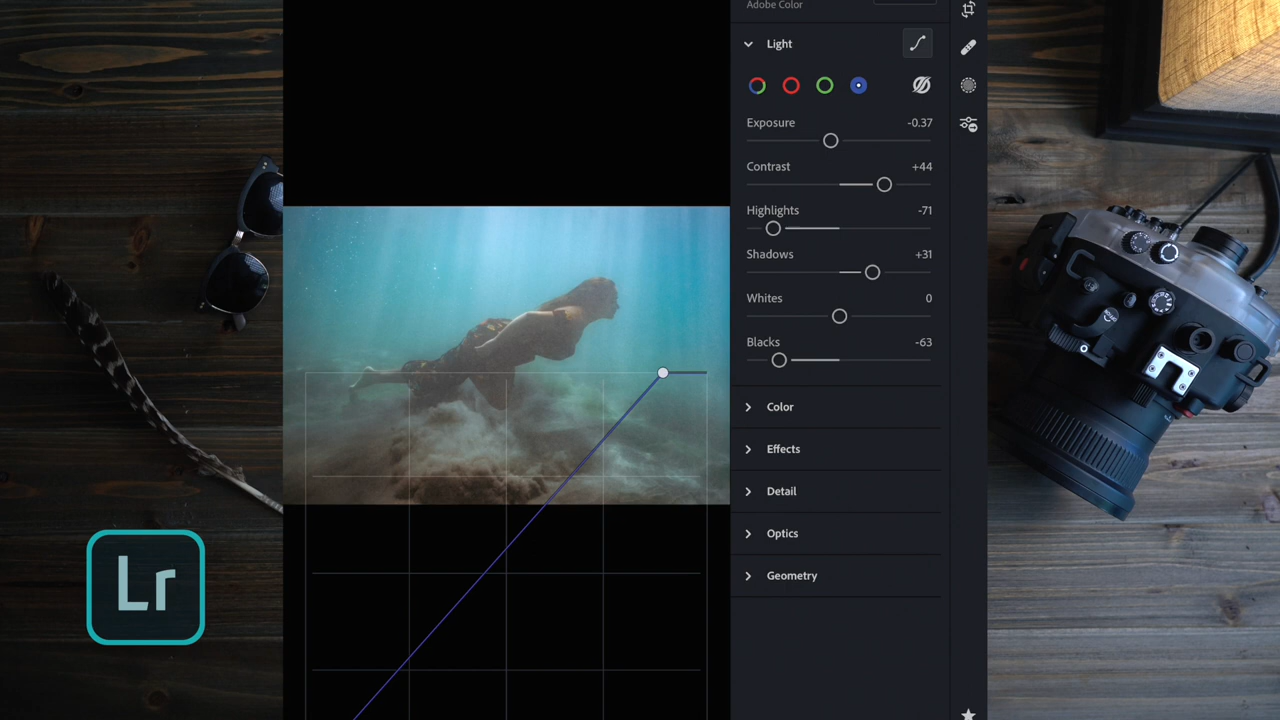 Adobe Color
Light
Exposure -0.37
Contrast +44
Highlights -71
Shadows +31
Whites 0
Blacks -63
Color
Effects
Detail
Optics
Geometry
Lr